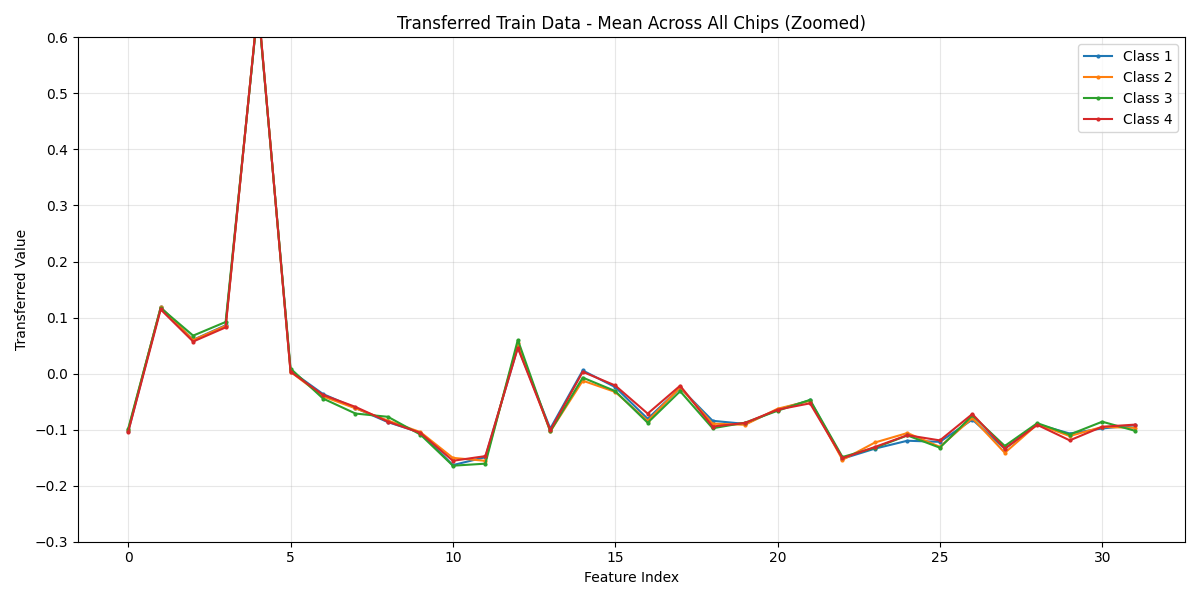 Transferred Train Data - Mean Across All Chips (Zoomed)
Class 1
Class 2
Class 3
Class 4
Transferred Value
0.6
0.5
0.4
0.3
0.2
0.1
0.0
−0.1
−0.2
−0.3
0 5 10 15 20 25 30
Feature Index